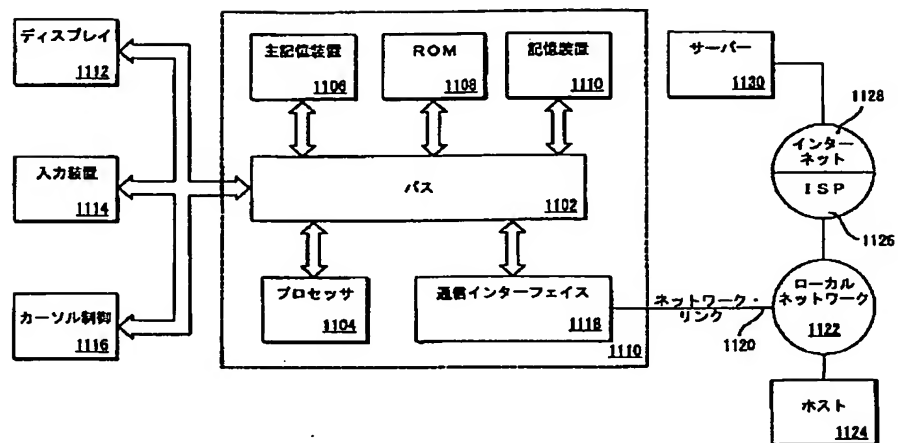 ディスプレイ
1112
入力装置
1114
カーソル制御
1116
主記位装置
1106
ROM
1108
記憶装置
1110
バス
1102
プロセッサ
1104
通信インターフェイス
1118
1110
ネットワーク・
リンク
1120
サーバー
1130
1128
インター
ネット
ISP
1126
ローカル
ネットワーク
1122
ホスト
1124